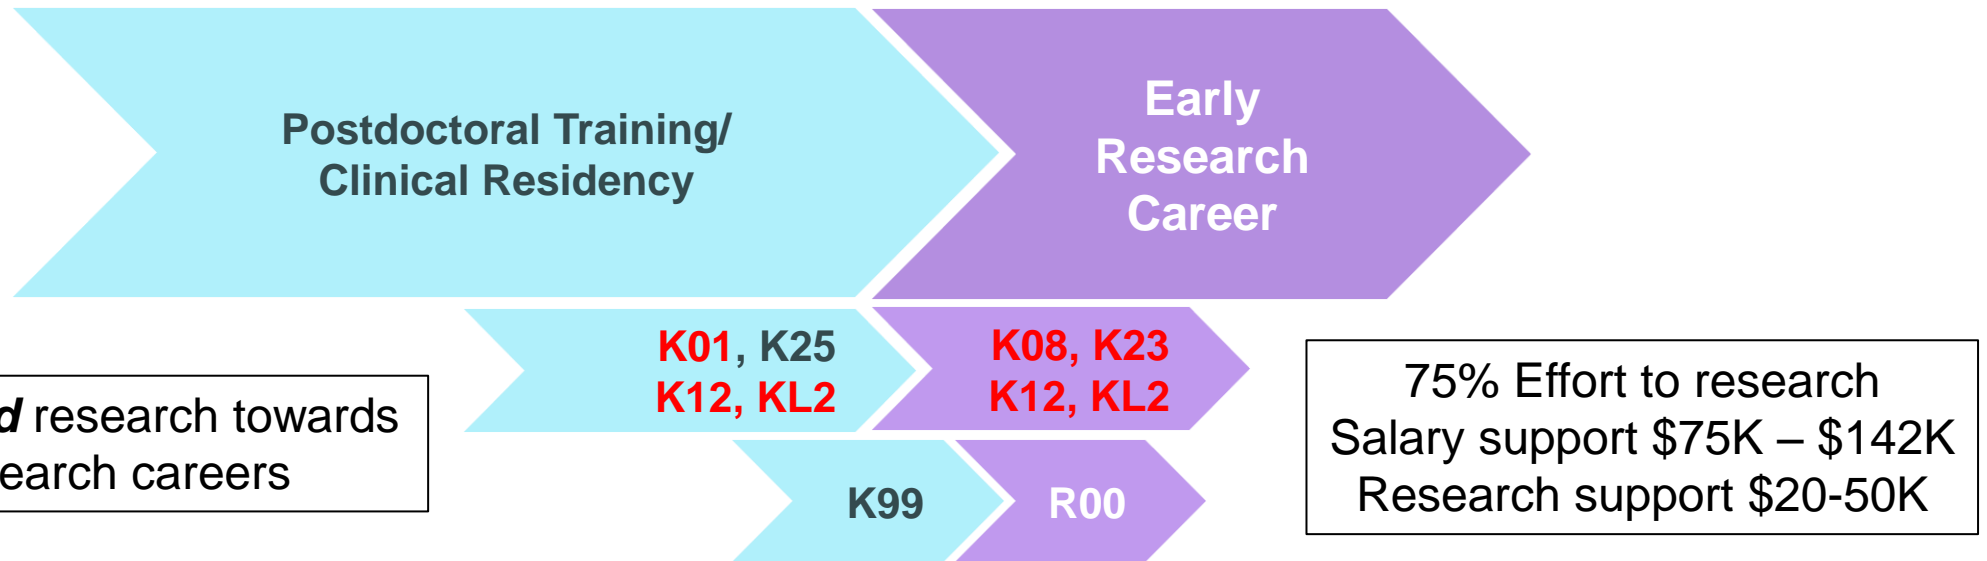 Postdoctoral Training/
Clinical Residency
Early
Research
Career
K01, K25
K12, KL2
K08, K23
K12, KL2
research towards
careers
K99
R00
75% Effort to research
Salary support $75K – $142K
Research support $20-50K